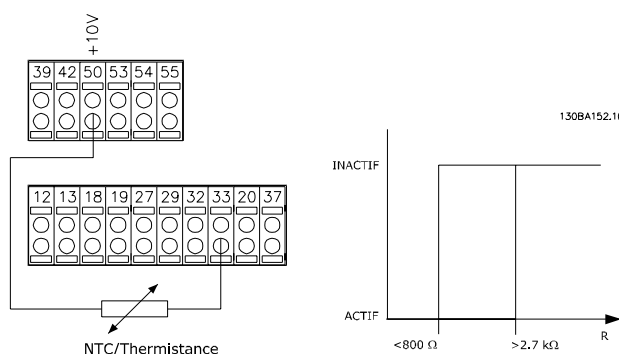 +10V
39 42 50 53 54 55
130BA152.10
INACTIF
12 13 18 19 27 29 32 33 20 37
ACTIF
<800 Ω
>2.7 kΩ
R
NTC/Thermistance